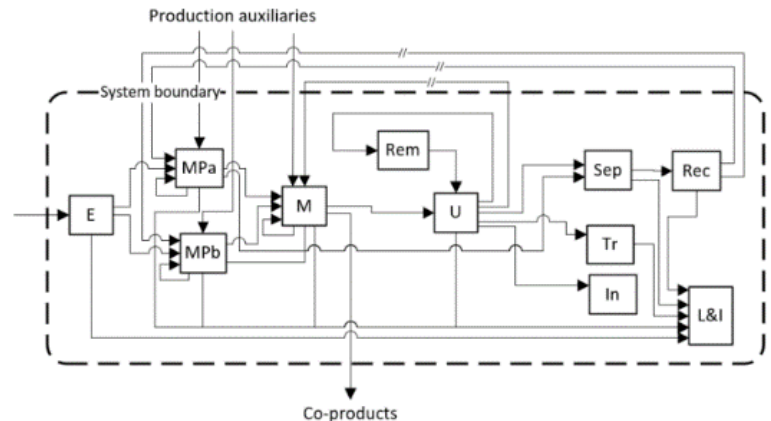 Production auxiliaries
System boundary
MPa
Rem
Sep
Rec
E
M
U
MPb
Tr
In
L&I
Co-products